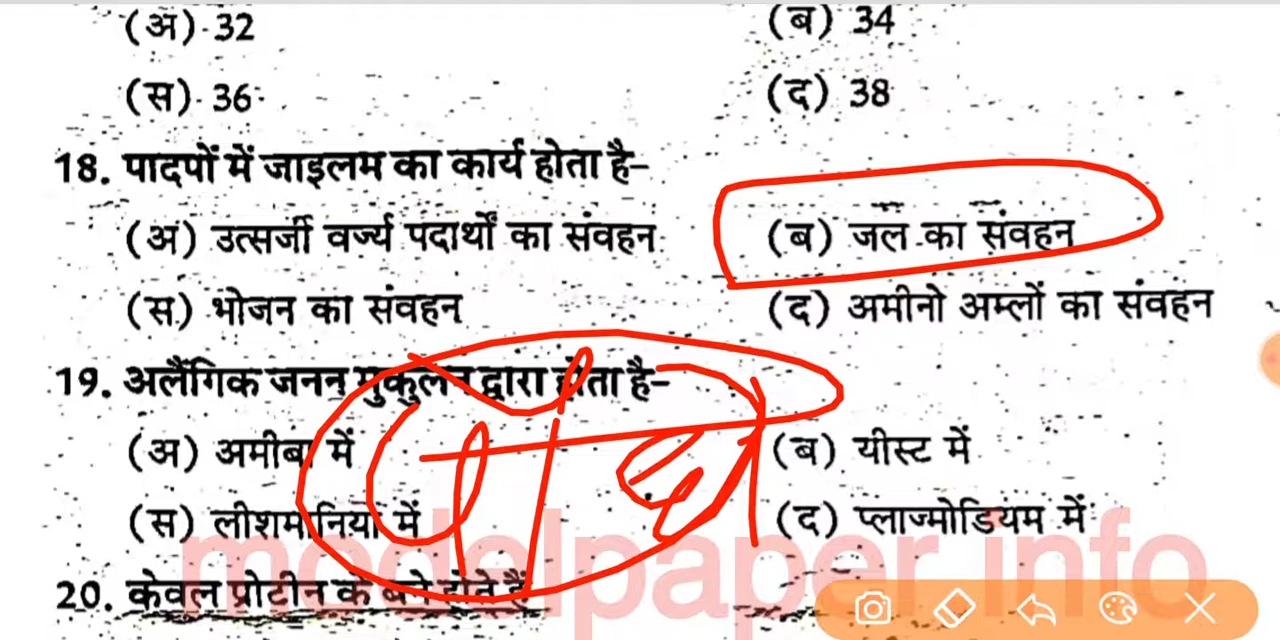 (अ) 32 (ब) 34
(स) 36 (द) 38
18. पादपों में जाइलम का कार्य होता है–
(अ) उत्सर्जी वर्ज्य पदार्थों का संवहन (ब) जल का संवहन
(स) भोजन का संवहन (द) अमीनो अम्लों का संवहन
19. अलैंगिक जनन मुकुलन द्वारा होता है–
(अ) अमीबा में (ब) यीस्ट में
(स) लीशमानिया में (द) प्लाज्मोडियम में
modelpaper.info
20. केवल प्रोटीन के बने होते हैं